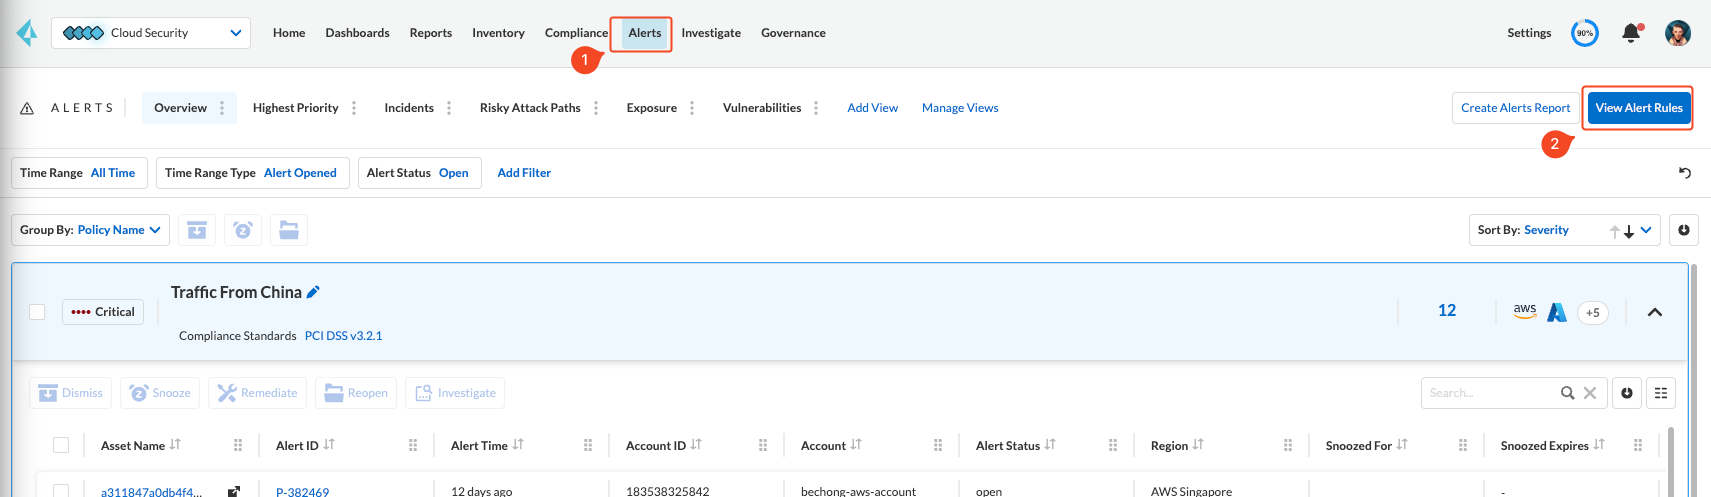 Cloud Security
Home Dashboards Reports Inventory Compliance Alerts Investigate Governance
Settings 90%
1
ALERTS Overview Highest Priority Incidents Risky Attack Paths Exposure Vulnerabilities Add View Manage Views
Create Alerts Report View Alert Rules
2
Time Range All Time Time Range Type Alert Opened Alert Status Open Add Filter
Group By: Policy Name Sort By: Severity
Traffic From China
Critical 12 aws +5
Compliance Standards PCI DSS v3.2.1
Dismiss Snooze Remediate Reopen Investigate Search...
Asset Name Alert ID Alert Time Account ID Account Alert Status Region Snoozed For Snoozed Expires
a311847a0db4f4... P-382469 12 days ago 183538325842 bechong-aws-account open AWS Singapore -